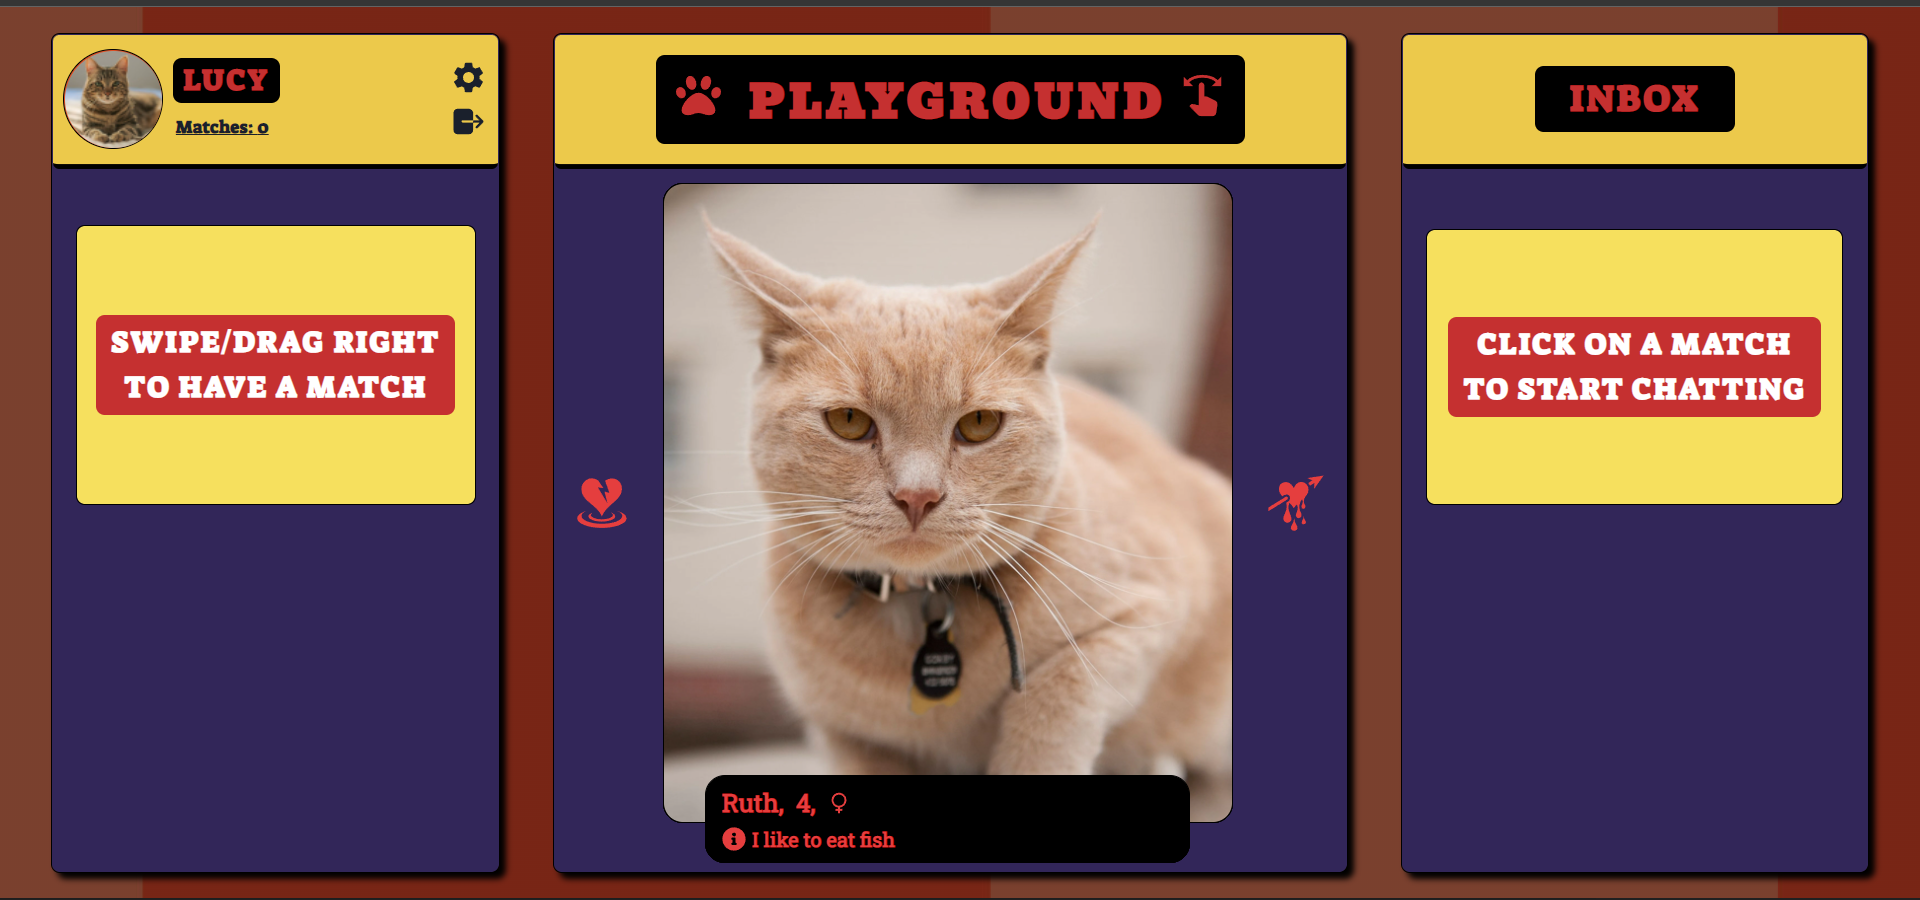 LUCY
Matches: 0
SWIPE/DRAG RIGHT
TO HAVE A MATCH
PLAYGROUND
Ruth, 4, ♀
I like to eat fish
INBOX
CLICK ON A MATCH
TO START CHATTING